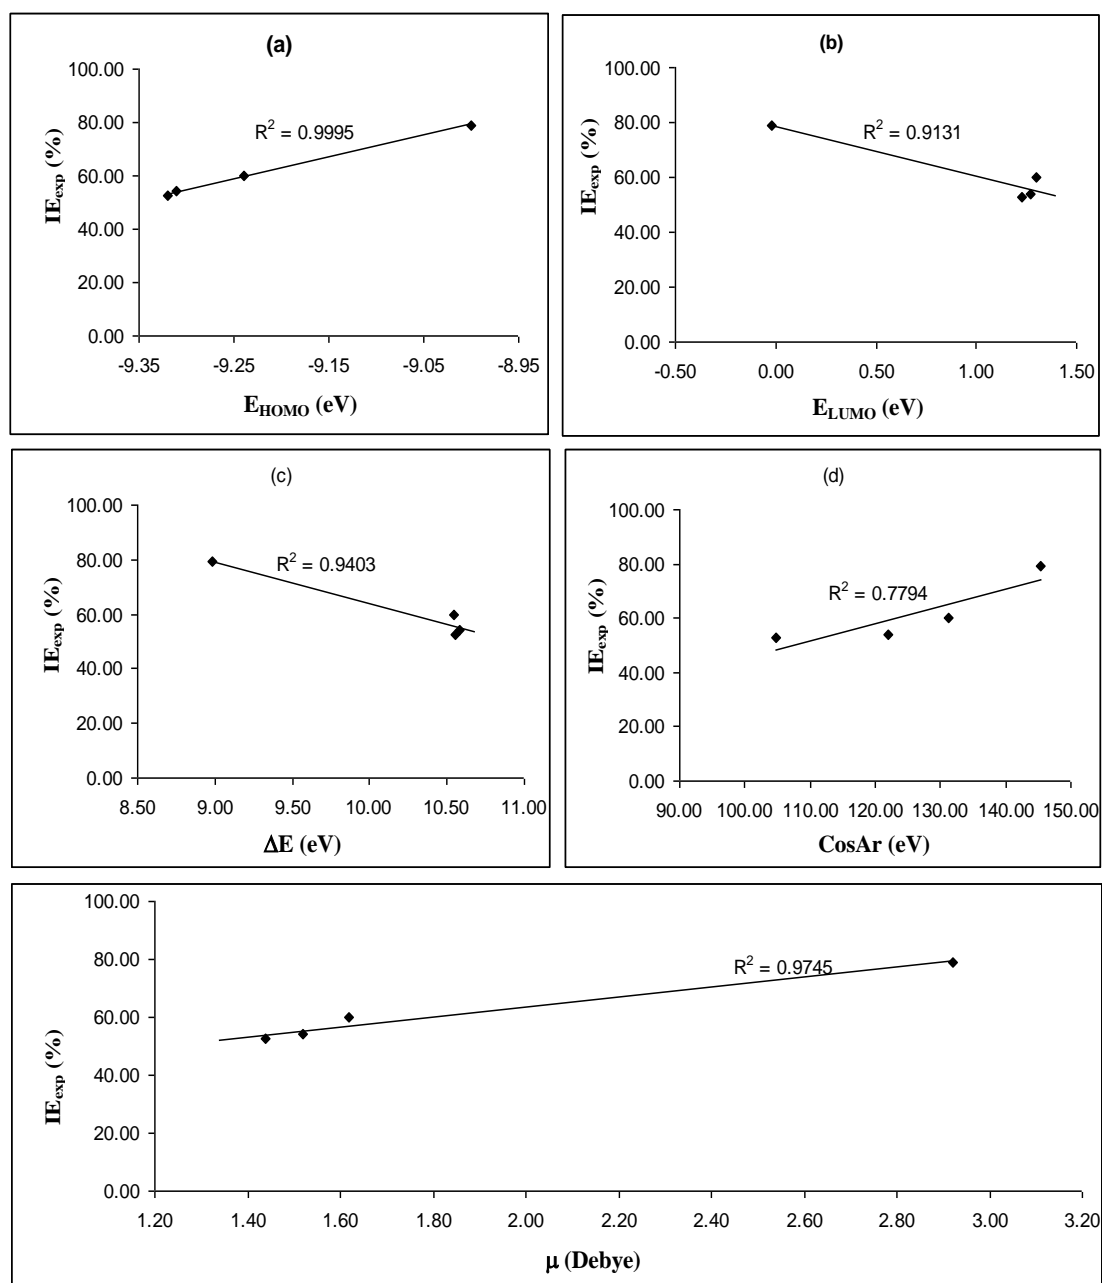 (a)
100.00
80.00
60.00
40.00
20.00
0.00
IEexp (%)
R2 = 0.9995
-9.35 -9.25 -9.15 -9.05 -8.95
EHOMO (eV)
(b)
100.00
80.00
60.00
40.00
20.00
0.00
IEexp (%)
R2 = 0.9131
-0.50 0.00 0.50 1.00 1.50
ELUMO (eV)
(c)
100.00
80.00
60.00
40.00
20.00
0.00
IEexp (%)
R2 = 0.9403
8.50 9.00 9.50 10.00 10.50 11.00
ΔE (eV)
(d)
100.00
80.00
60.00
40.00
20.00
0.00
IEexp (%)
R2 = 0.7794
90.00 100.00 110.00 120.00 130.00 140.00 150.00
CosAr (eV)
100.00
80.00
60.00
40.00
20.00
0.00
IEexp (%)
R2 = 0.9745
1.20 1.40 1.60 1.80 2.00 2.20 2.40 2.60 2.80 3.00 3.20
μ (Debye)